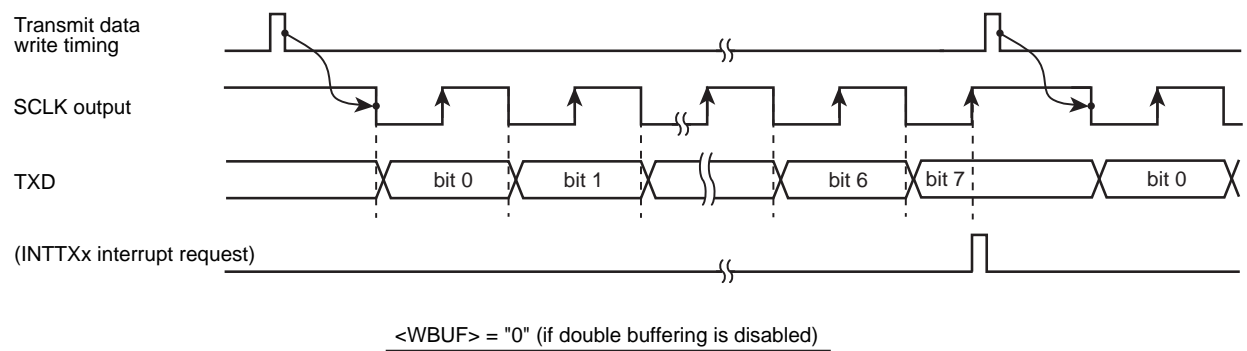 Transmit data
write timing
SCLK output
TXD
bit 0
bit 1
bit 6
bit 7
bit 0
(INTTXx interrupt request)
<WBUF> = "0" (if double buffering is disabled)